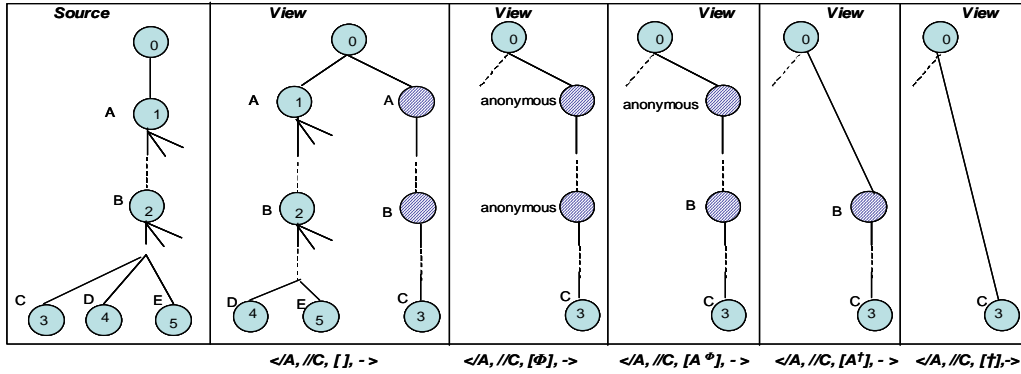 Source View View View View View
0 0 0 0 0 0
A 1 A 1 A anonymous anonymous
B 2 B 2 B anonymous B B
C 3 D 4 E 5 D 4 E 5 C 3 C 3 C 3 C 3 C 3
</A, //C, [ ], - > </A, //C, [Φ], -> </A, //C, [A Φ], - > </A, //C, [A†], - > </A, //C, [†],->